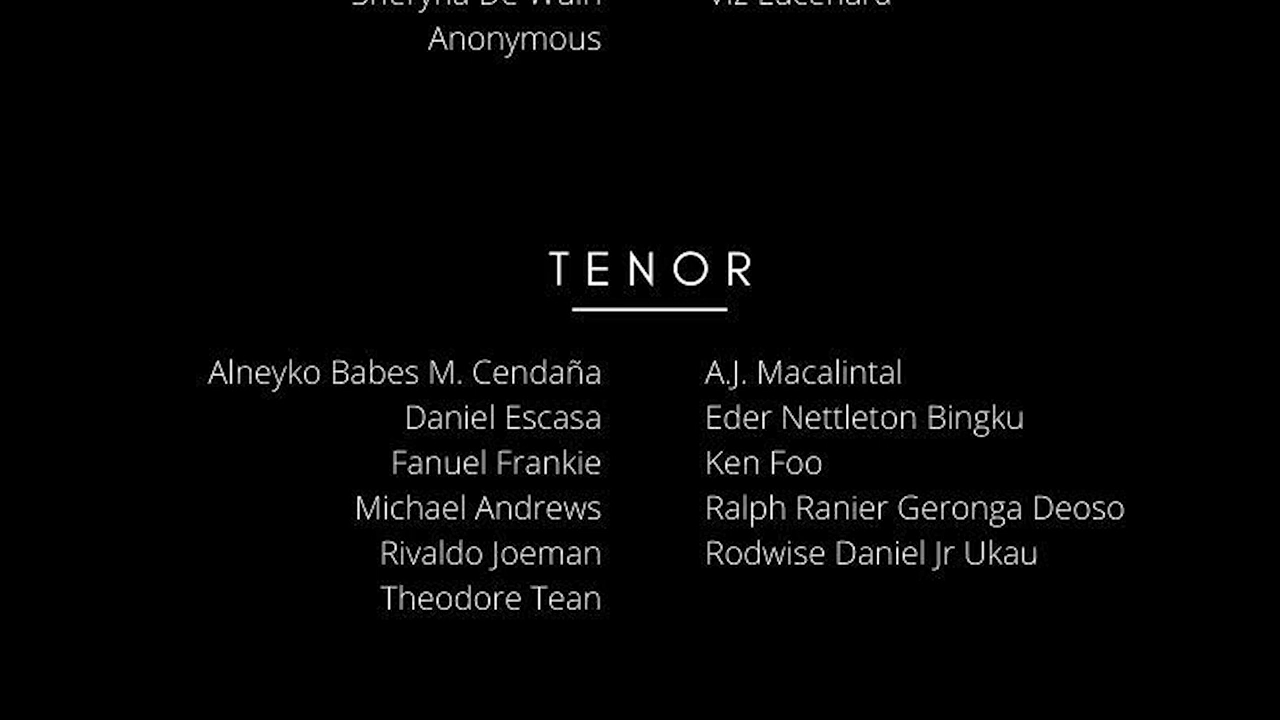 Anonymous
TENOR
Alneyko Babes M. Cendaña
A.J. Macalintal
Daniel Escasa
Eder Nettleton Bingku
Fanuel Frankie
Ken Foo
Michael Andrews
Ralph Ranier Geronga Deoso
Rivaldo Joeman
Rodwise Daniel Jr Ukau
Theodore Tean